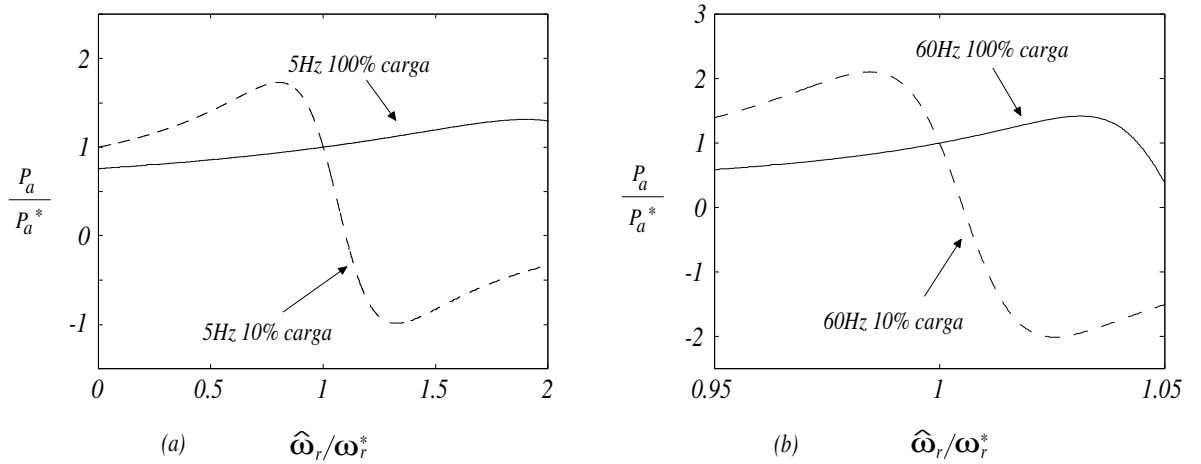 2
5Hz 100% carga
1
P_a
P_a*
0
-1
5Hz 10% carga
0 0.5 1 1.5 2
(a) ω̂_r/ω_r*
3
60Hz 100% carga
2
1
P_a
P_a*
0
-1
60Hz 10% carga
-2
0.95 1 1.05
(b) ω̂_r/ω_r*